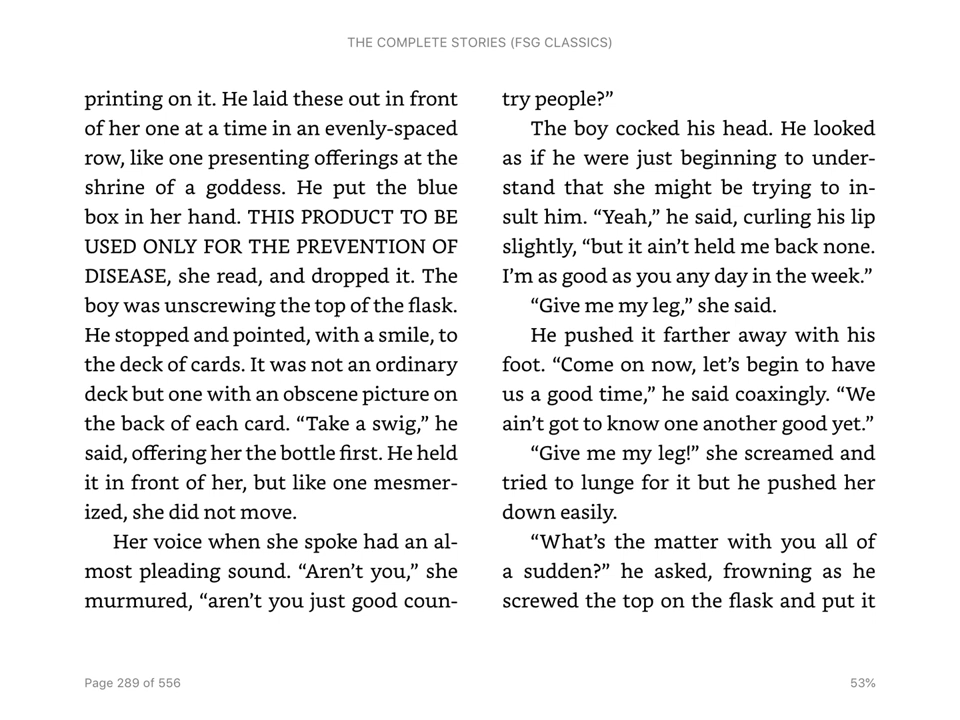 THE COMPLETE STORIES (FSG CLASSICS)
printing on it. He laid these out in front
of her one at a time in an evenly-spaced
row, like one presenting offerings at the
shrine of a goddess. He put the blue
box in her hand. THIS PRODUCT TO BE
USED ONLY FOR THE PREVENTION OF
DISEASE, she read, and dropped it. The
boy was unscrewing the top of the flask.
He stopped and pointed, with a smile, to
the deck of cards. It was not an ordinary
deck but one with an obscene picture on
the back of each card. “Take a swig,” he
said, offering her the bottle first. He held
it in front of her, but like one mesmer-
ized, she did not move.
Her voice when she spoke had an al-
most pleading sound. “Aren’t you,” she
murmured, “aren’t you just good coun-
try people?”
The boy cocked his head. He looked
as if he were just beginning to under-
stand that she might be trying to in-
sult him. “Yeah,” he said, curling his lip
slightly, “but it ain’t held me back none.
I’m as good as you any day in the week.”
“Give me my leg,” she said.
He pushed it farther away with his
foot. “Come on now, let’s begin to have
us a good time,” he said coaxingly. “We
ain’t got to know one another good yet.”
“Give me my leg!” she screamed and
tried to lunge for it but he pushed her
down easily.
“What’s the matter with you all of
a sudden?” he asked, frowning as he
screwed the top on the flask and put it
Page 289 of 556
53%